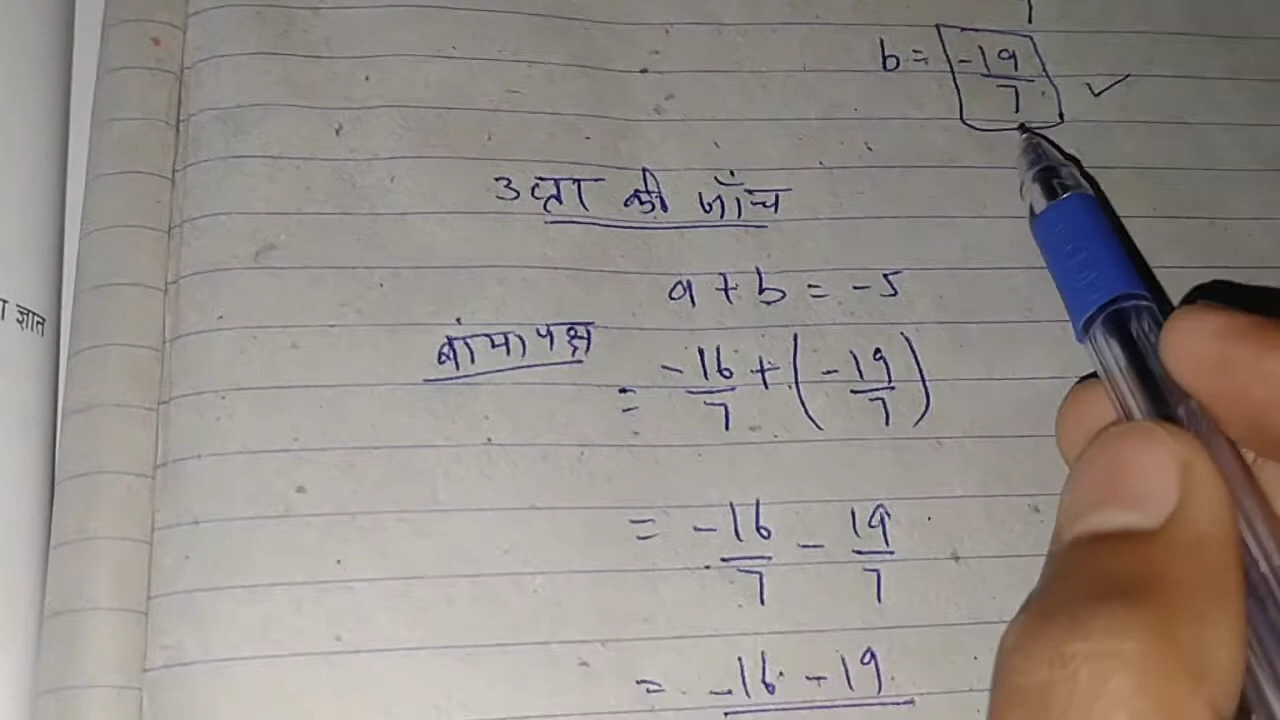 b = -19/7 ✓
उत्तर की जाँच
a + b = -5
बांया पक्ष = -16/7 + (-19/7)
ा ज्ञात
= -16/7 - 19/7
= -16 - 19